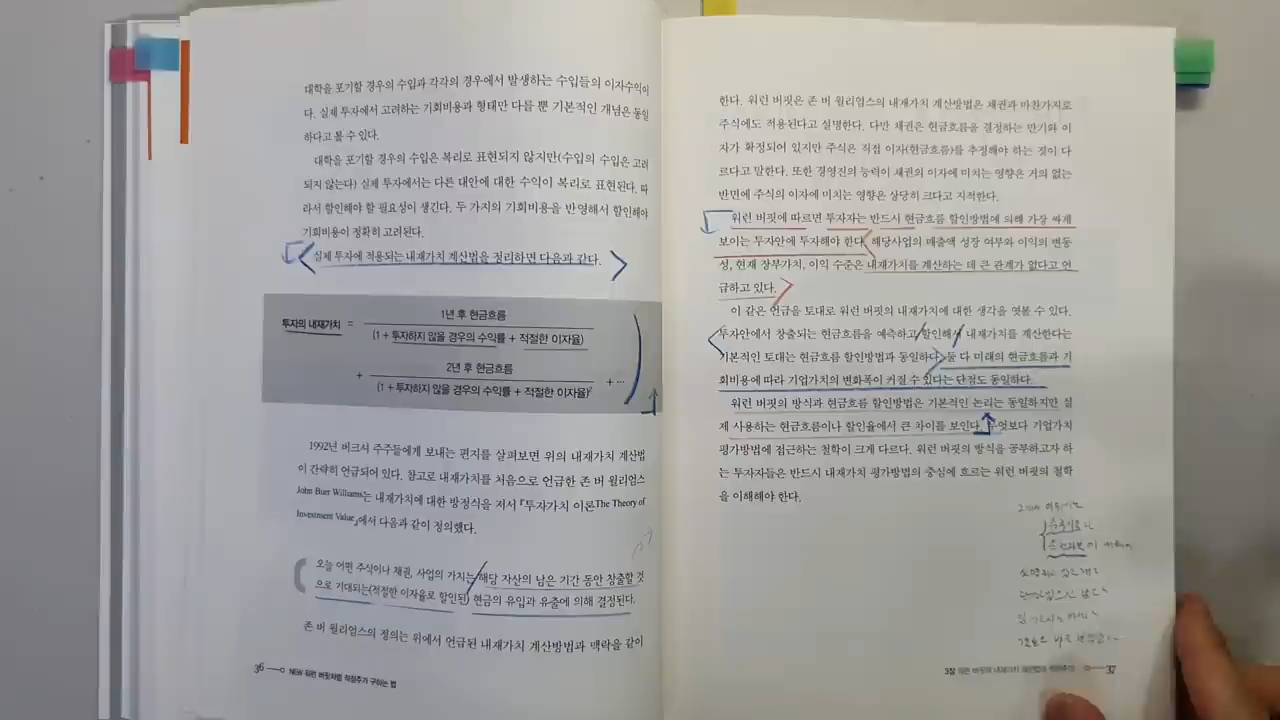 대학을 포기할 경우의 수입과 각각의 경우에서 발생하는 수입들의 이자수익이
다. 실제 투자에서 고려하는 기회비용과 형태만 다를 뿐 기본적인 개념은 동일
하다고 볼 수 있다.
대학을 포기할 경우의 수입은 복리로 표현되지 않지만(수입의 수입은 고려
되지 않는다) 실제 투자에서는 다른 대안에 대한 수익이 복리로 표현된다. 따
라서 할인해야 할 필요성이 생긴다. 두 가지의 기회비용을 반영해서 할인해야
기회비용이 정확히 고려된다.
실제 투자에 적용되는 내재가치 계산법을 정리하면 다음과 같다.
투자의 내재가치 =
1년 후 현금흐름
(1 + 투자하지 않을 경우의 수익률 + 적절한 이자율)
+
2년 후 현금흐름
(1 + 투자하지 않을 경우의 수익률 + 적절한 이자율)²
+ ···
1992년 버크셔 주주들에게 보내는 편지를 살펴보면 위의 내재가치 계산법
이 간략히 언급되어 있다. 참고로 내재가치를 처음으로 언급한 존 버 윌리엄스
John Burr Williams는 내재가치에 대한 방정식을 저서 『투자가치 이론The Theory of
Investment Value』에서 다음과 같이 정의했다.
오늘 어떤 주식이나 채권, 사업의 가치는 해당 자산의 남은 기간 동안 창출할 것
으로 기대되는(적절한 이자율로 할인된) 현금의 유입과 유출에 의해 결정된다.
존 버 윌리엄스의 정의는 위에서 언급된 내재가치 계산방법과 맥락을 같이
36 NEW 워런 버핏처럼 적정주가 구하는 법
한다. 워런 버핏은 존 버 윌리엄스의 내재가치 계산방법은 채권과 마찬가지로
주식에도 적용된다고 설명한다. 다만 채권은 현금흐름을 결정하는 만기와 이
자가 확정되어 있지만 주식은 직접 이자(현금흐름)를 추정해야 하는 것이 다
르다고 말한다. 또한 경영진의 능력이 채권의 이자에 미치는 영향은 거의 없는
반면에 주식의 이자에 미치는 영향은 상당히 크다고 지적한다.
워런 버핏에 따르면 투자자는 반드시 현금흐름 할인방법에 의해 가장 싸게
보이는 투자안에 투자해야 한다. 해당사업의 매출액 성장 여부와 이익의 변동
성, 현재 장부가치, 이익 수준은 내재가치를 계산하는 데 큰 관계가 없다고 언
급하고 있다.
이 같은 언급을 토대로 워런 버핏의 내재가치에 대한 생각을 엿볼 수 있다.
투자안에서 창출되는 현금흐름을 예측하고 할인해서 내재가치를 계산한다는
기본적인 토대는 현금흐름 할인방법과 동일하다. 둘 다 미래의 현금흐름과 기
회비용에 따라 기업가치의 변화폭이 커질 수 있다는 단점도 동일하다.
워런 버핏의 방식과 현금흐름 할인방법은 기본적인 논리는 동일하지만 실
제 사용하는 현금흐름이나 할인율에서 큰 차이를 보인다. 무엇보다 기업가치
평가방법에 접근하는 철학이 크게 다르다. 워런 버핏의 방식을 공부하고자 하
는 투자자들은 반드시 내재가치 평가방법의 중심에 흐르는 워런 버핏의 철학
을 이해해야 한다.
3장 워런 버핏의 내재가치 37